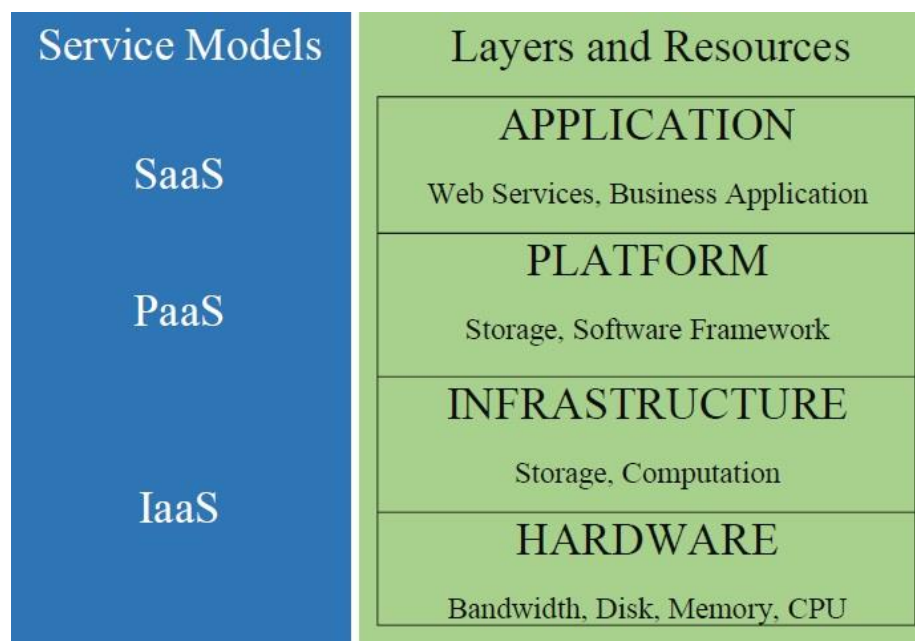 Service Models
SaaS
PaaS
IaaS
Layers and Resources
APPLICATION
Web Services, Business Application
PLATFORM
Storage, Software Framework
INFRASTRUCTURE
Storage, Computation
HARDWARE
Bandwidth, Disk, Memory, CPU